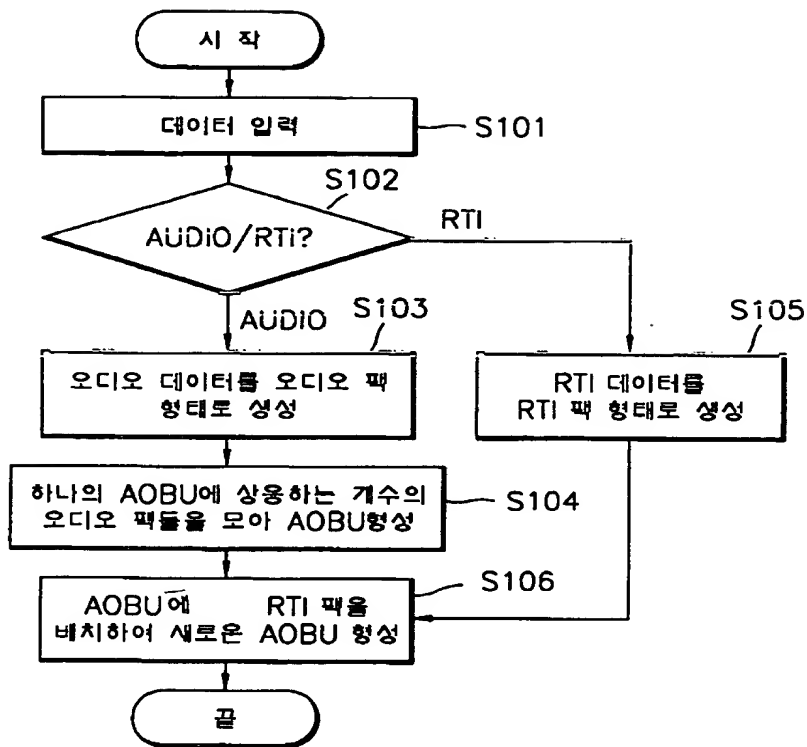 시 작
데이터 입력
S101
S102
AUDiO/RTi?
RTI
AUDIO
S103
오디오 데이터를 오디오 팩
형태로 생성
S105
RTI 데이터를
RTI 팩 형태로 생성
하나의 AOBU에 상응하는 개수의
오디오 팩들을 모아 AOBU형성
S104
S106
AOBU에 RTI 팩을
배치하여 새로운 AOBU 형성
끝